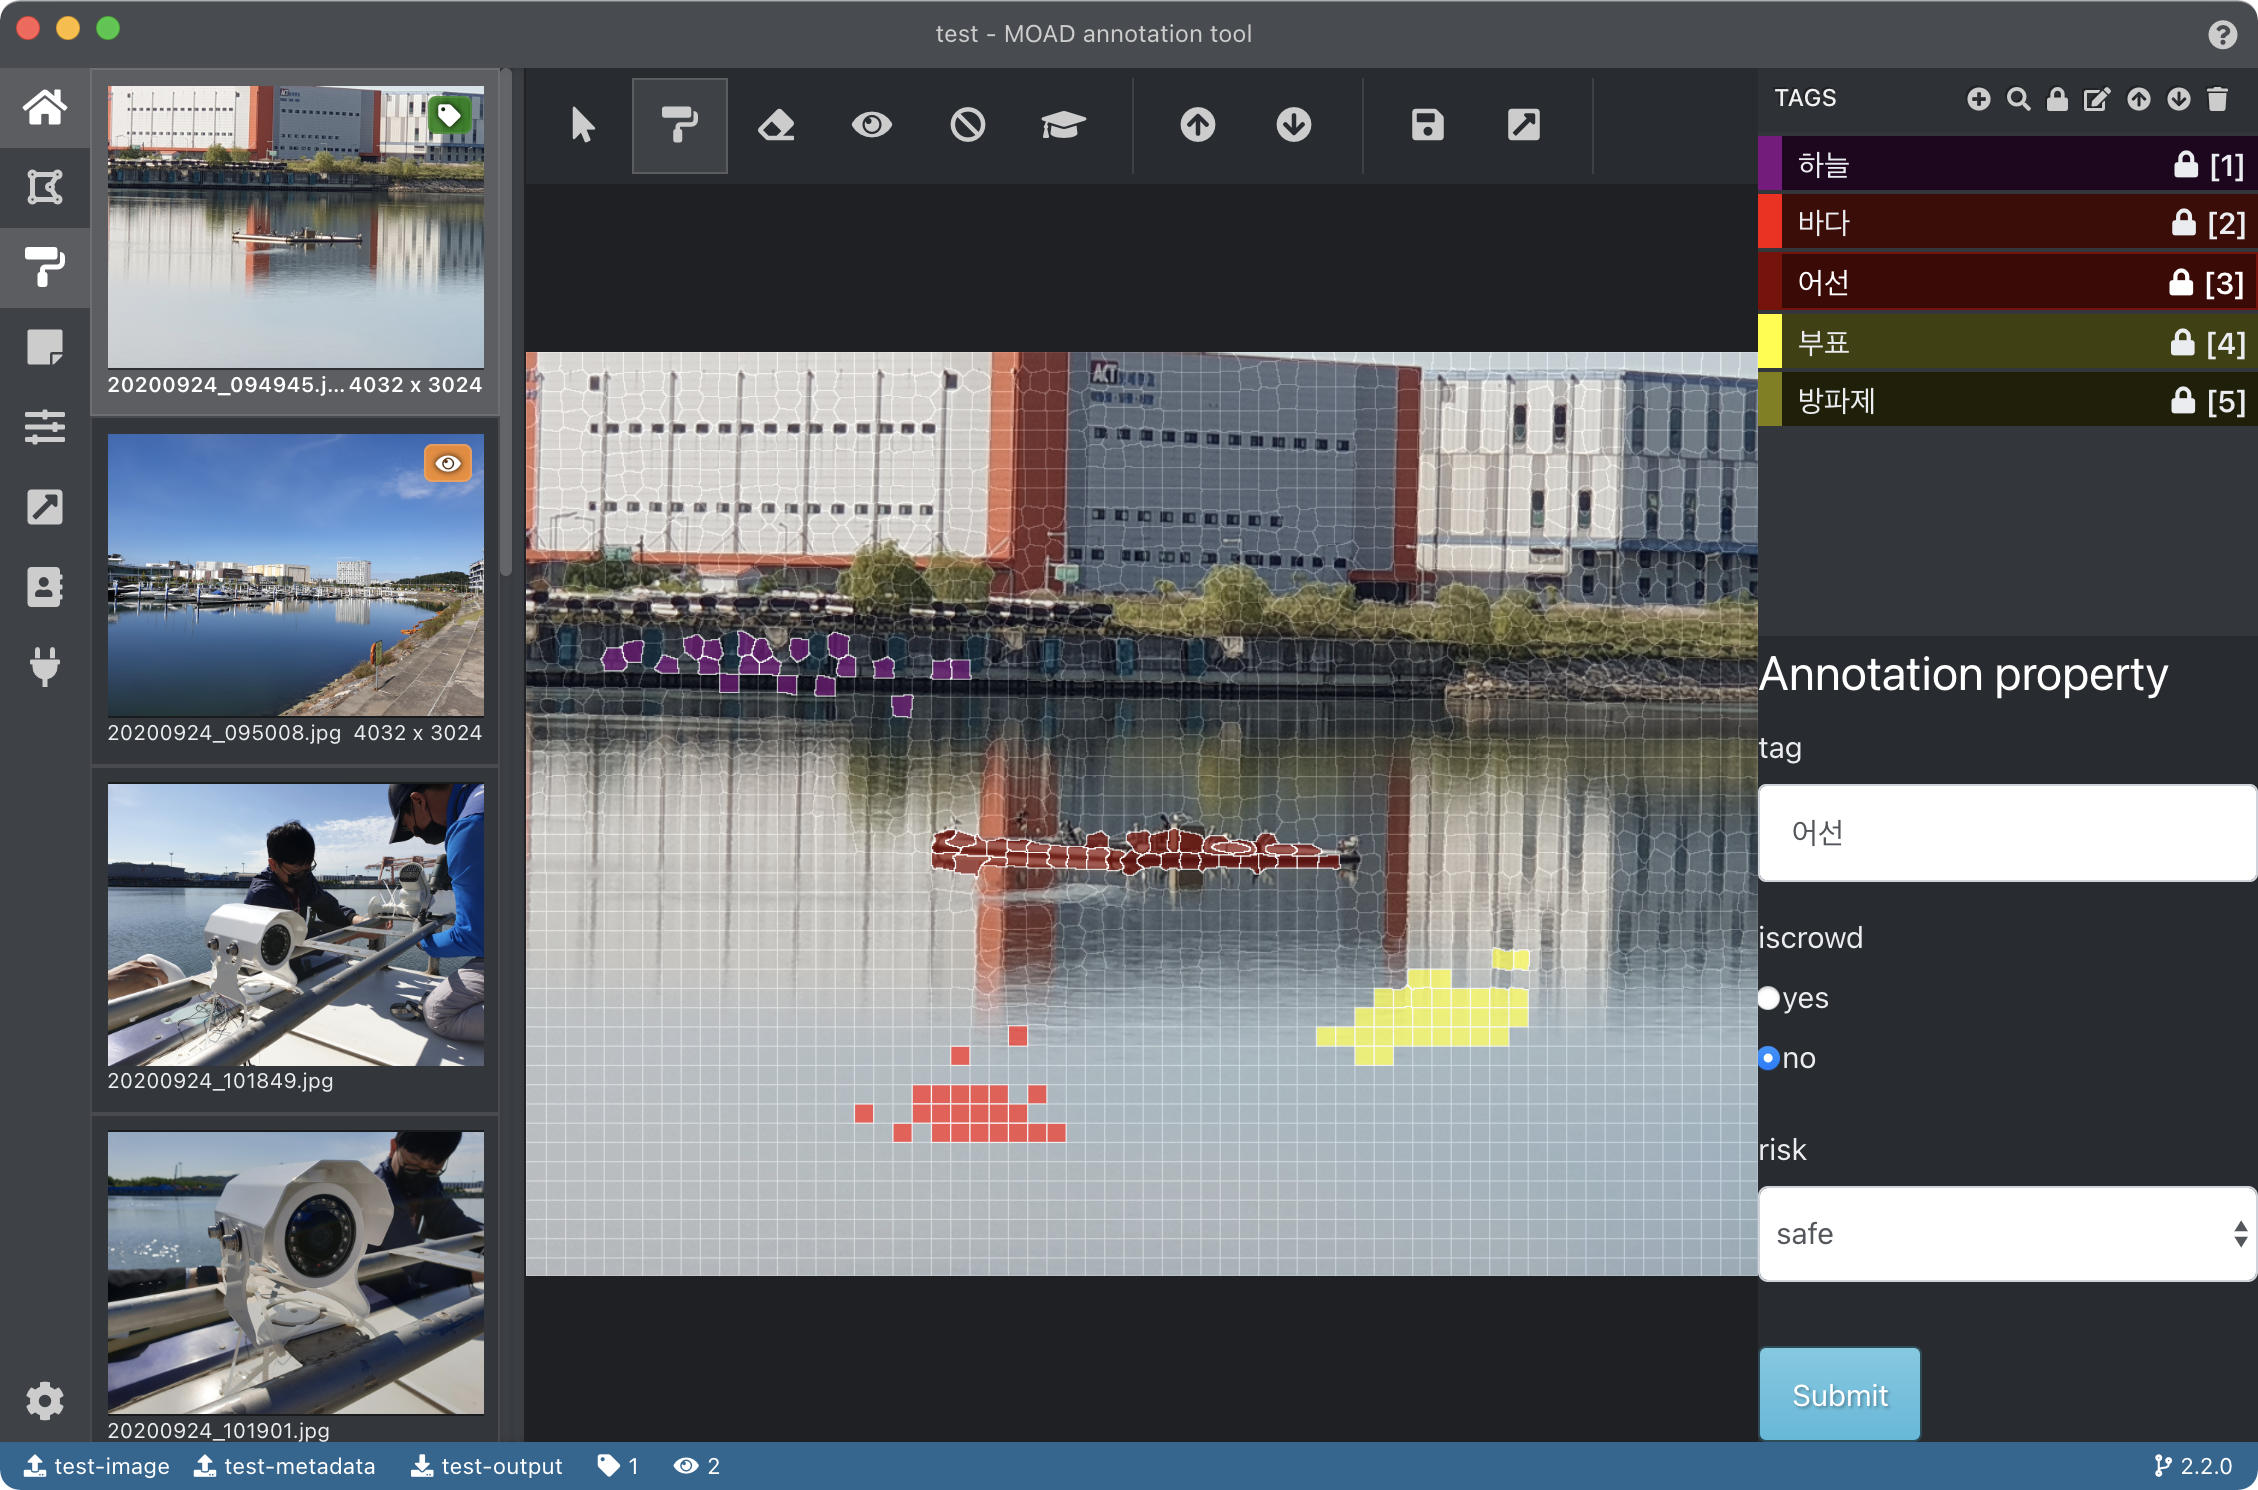 test - MOAD annotation tool
20200924_094945.j... 4032 x 3024
20200924_095008.jpg 4032 x 3024
20200924_101849.jpg
20200924_101901.jpg
ACT
TAGS
하늘 [1]
바다 [2]
어선 [3]
부표 [4]
방파제 [5]
Annotation property
tag
어선
iscrowd
yes
no
risk
safe
Submit
test-image test-metadata test-output 1 2 2.2.0